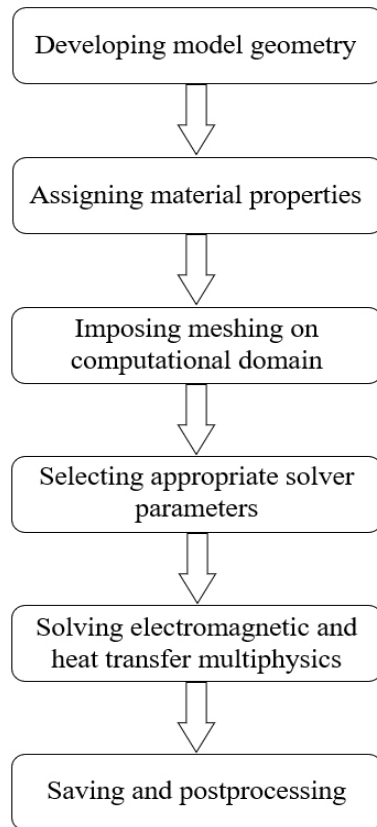 Developing model geometry
Assigning material properties
Imposing meshing on
computational domain
Selecting appropriate solver
parameters
Solving electromagnetic and
heat transfer multiphysics
Saving and postprocessing